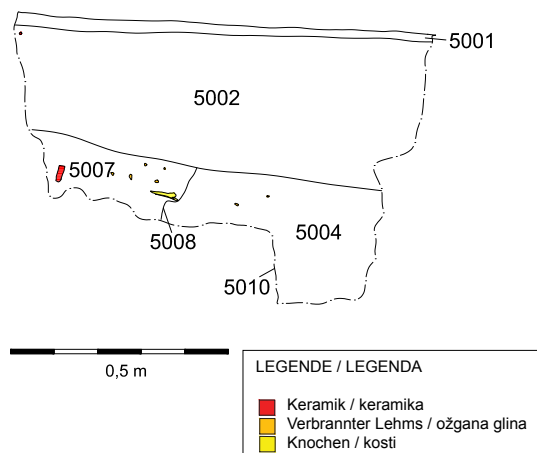 5001
5002
5007
5008
5004
5010
0,5 m
LEGENDE / LEGENDA
Keramik / keramika
Verbrannter Lehms / ožgana glina
Knochen / kosti